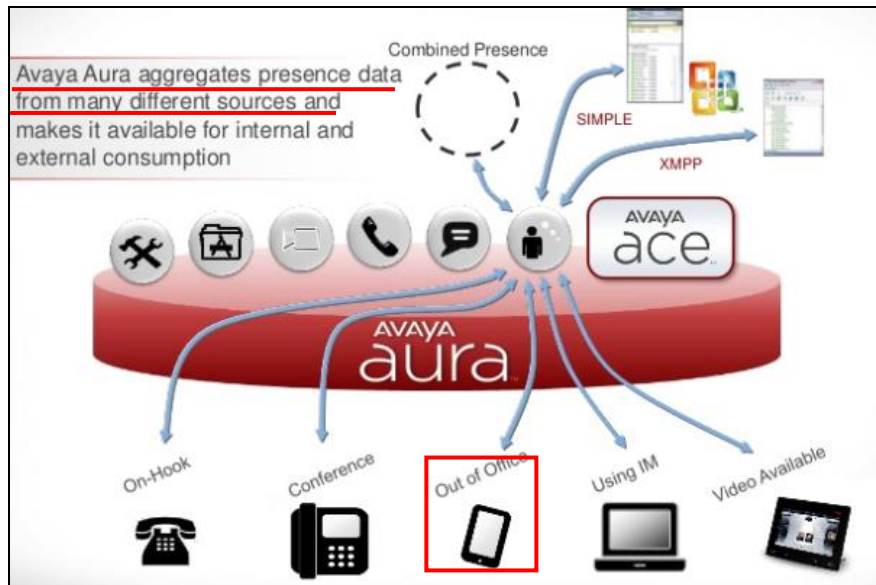 Combined Presence
Avaya Aura aggregates presence data
from many different sources and
makes it available for internal and
external consumption
SIMPLE
XMPP
AVAYA
ace
AVAYA
aura
On-Hook
Conference
Out of Office
Using IM
Video Available